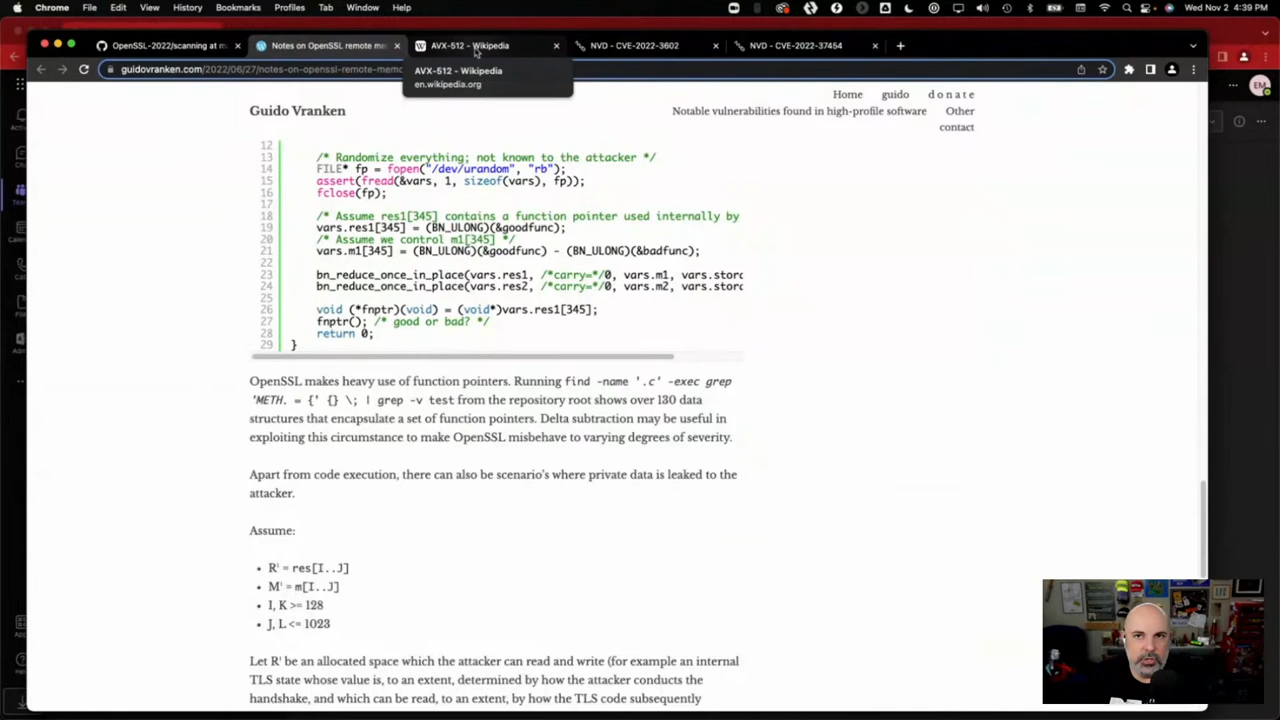 Chrome File Edit View History Bookmarks Profiles Tab Window Help
Wed Nov 2 4:39 PM
OpenSSL-2022/scanning at m
Notes on OpenSSL remote me
AVX-512 - Wikipedia
NVD - CVE-2022-3602
NVD - CVE-2022-37454
guidovranken.com/2022/06/27/notes-on-openssl-remote-memo
AVX-512 - Wikipedia
en.wikipedia.org
EM
Guido Vranken
Home guido d o n a t e
Notable vulnerabilities found in high-profile software Other
contact
12
13 /* Randomize everything; not known to the attacker */
14 FILE* fp = fopen("/dev/urandom", "rb");
15 assert(fread(&vars, 1, sizeof(vars), fp));
16 fclose(fp);
17
18 /* Assume res1[345] contains a function pointer used internally by
19 vars.res1[345] = (BN_ULONG)(&goodfunc);
20 /* Assume we control m1[345] */
21 vars.m1[345] = (BN_ULONG)(&goodfunc) - (BN_ULONG)(&badfunc);
22
23 bn_reduce_once_in_place(vars.res1, /*carry=*/0, vars.m1, vars.stor
24 bn_reduce_once_in_place(vars.res2, /*carry=*/0, vars.m2, vars.stor
25
26 void (*fnptr)(void) = (void*)vars.res1[345];
27 fnptr(); /* good or bad? */
28 return 0;
29 }
OpenSSL makes heavy use of function pointers. Running find -name '.c' -exec grep
'METH. = {' {} \; | grep -v test from the repository root shows over 130 data
structures that encapsulate a set of function pointers. Delta subtraction may be useful in
exploiting this circumstance to make OpenSSL misbehave to varying degrees of severity.
Apart from code execution, there can also be scenario's where private data is leaked to the
attacker.
Assume:
• R' = res[I..J]
• M' = m[I..J]
• I, K >= 128
• J, L <= 1023
Let R' be an allocated space which the attacker can read and write (for example an internal
TLS state whose value is, to an extent, determined by how the attacker conducts the
handshake, and which can be read, to an extent, by how the TLS code subsequently